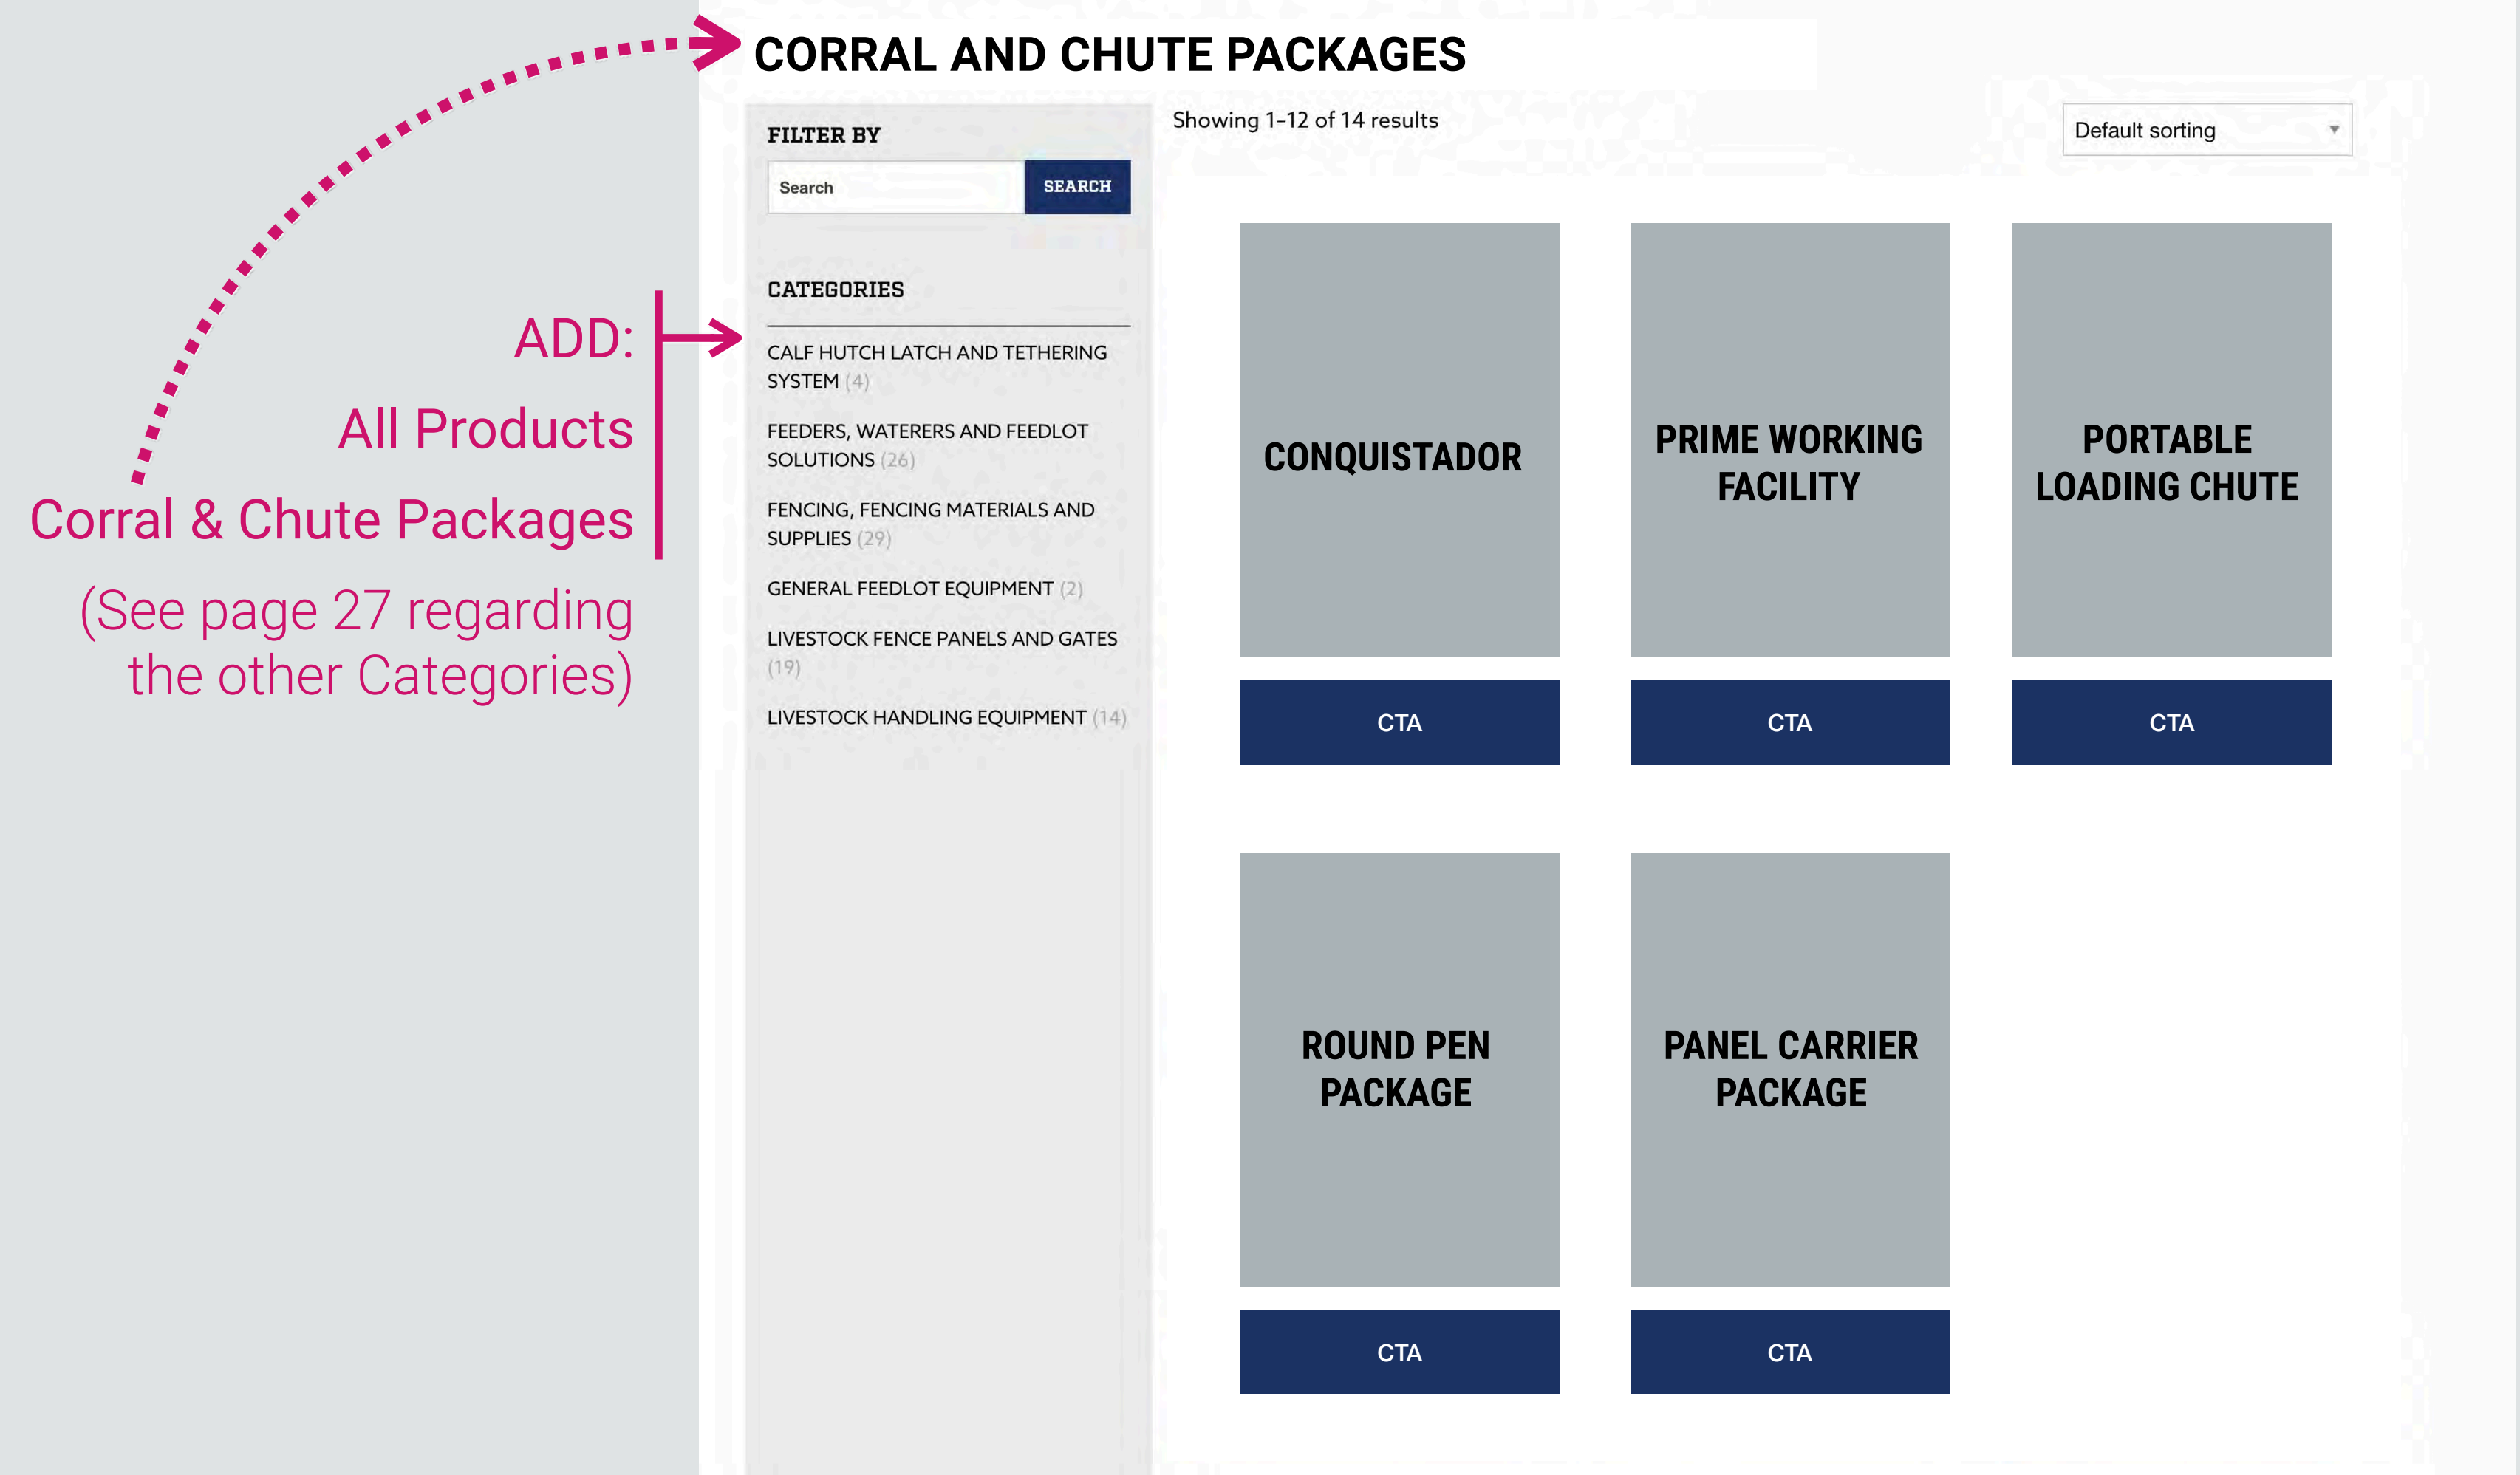 CORRAL AND CHUTE PACKAGES
ADD:
All Products
Corral & Chute Packages
(See page 27 regarding
the other Categories)
FILTER BY
Search
SEARCH
CATEGORIES
CALF HUTCH LATCH AND TETHERING
SYSTEM (4)
FEEDERS, WATERERS AND FEEDLOT
SOLUTIONS (26)
FENCING, FENCING MATERIALS AND
SUPPLIES (29)
GENERAL FEEDLOT EQUIPMENT (2)
LIVESTOCK FENCE PANELS AND GATES
(19)
LIVESTOCK HANDLING EQUIPMENT (14)
Showing 1–12 of 14 results
Default sorting
CONQUISTADOR
CTA
PRIME WORKING
FACILITY
CTA
PORTABLE
LOADING CHUTE
CTA
ROUND PEN
PACKAGE
CTA
PANEL CARRIER
PACKAGE
CTA